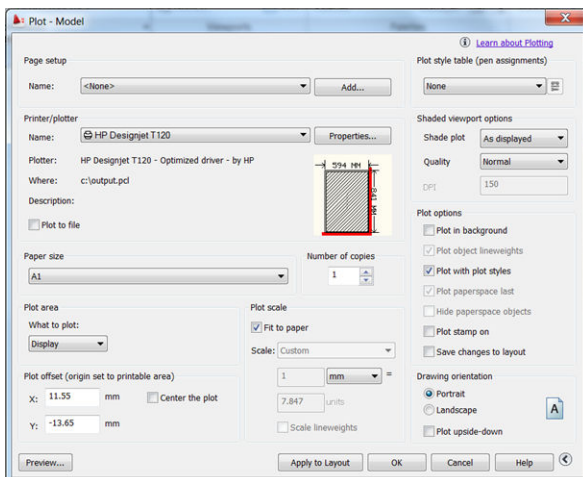 Plot - Model
Learn about Plotting
Page setup
Name: <None> Add...
Plot style table (pen assignments)
None
Printer/plotter
Name: HP Designjet T120 Properties...
Plotter: HP Designjet T120 - Optimized driver - by HP
Where: c:\output.pcl
Description:
Plot to file
594 MM
841 MM
Shaded viewport options
Shade plot As displayed
Quality Normal
DPI 150
Paper size
A1
Number of copies
1
Plot options
Plot in background
Plot object lineweights
Plot with plot styles
Plot paperspace last
Hide paperspace objects
Plot stamp on
Save changes to layout
Plot area
What to plot:
Display
Plot scale
Fit to paper
Scale: Custom
1 mm =
7.847 units
Scale lineweights
Plot offset (origin set to printable area)
X: 11.55 mm Center the plot
Y: -13.65 mm
Drawing orientation
Portrait
Landscape
Plot upside-down
A
Preview... Apply to Layout OK Cancel Help